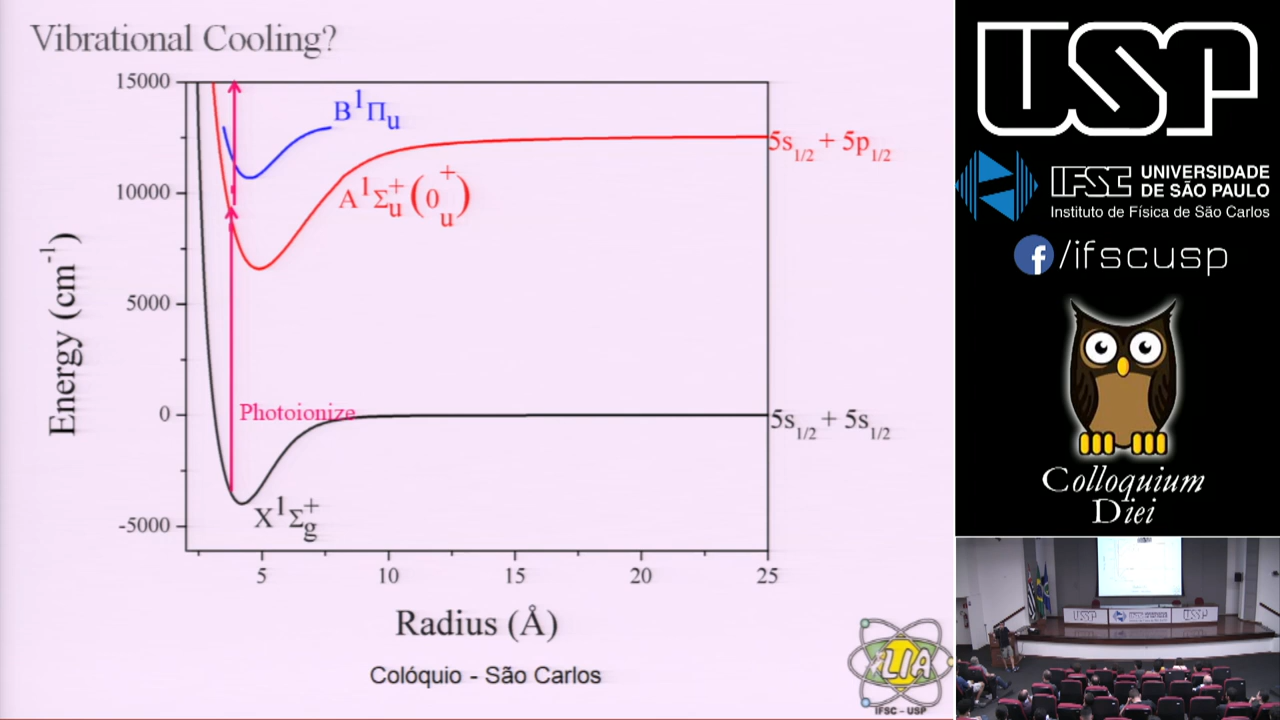 Vibrational Cooling?
15000
10000
5000
0
-5000
Energy (cm⁻¹)
B¹Πᵤ
A¹Σᵤ⁺(0ᵤ⁺)
5s₁/₂ + 5p₁/₂
Photoionize
5s₁/₂ + 5s₁/₂
X¹Σg⁺
5
10
15
20
25
Radius (Å)
Colóquio - São Carlos
LIA
IFSC - USP
USP
IFSC UNIVERSIDADE
DE SÃO PAULO
Instituto de Física de São Carlos
f /ifscusp
Colloquium
Diei
USP
USP